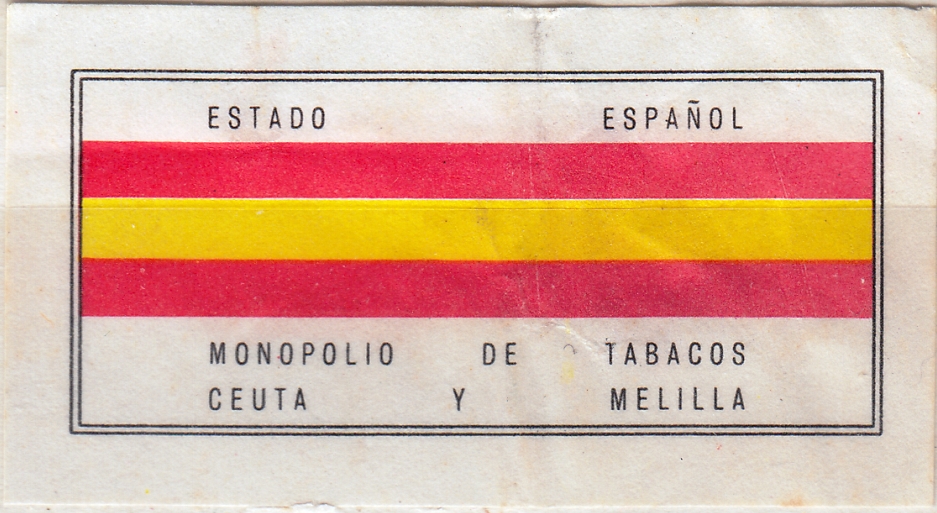 ESTADO ESPAÑOL
MONOPOLIO DE TABACOS
CEUTA Y MELILLA